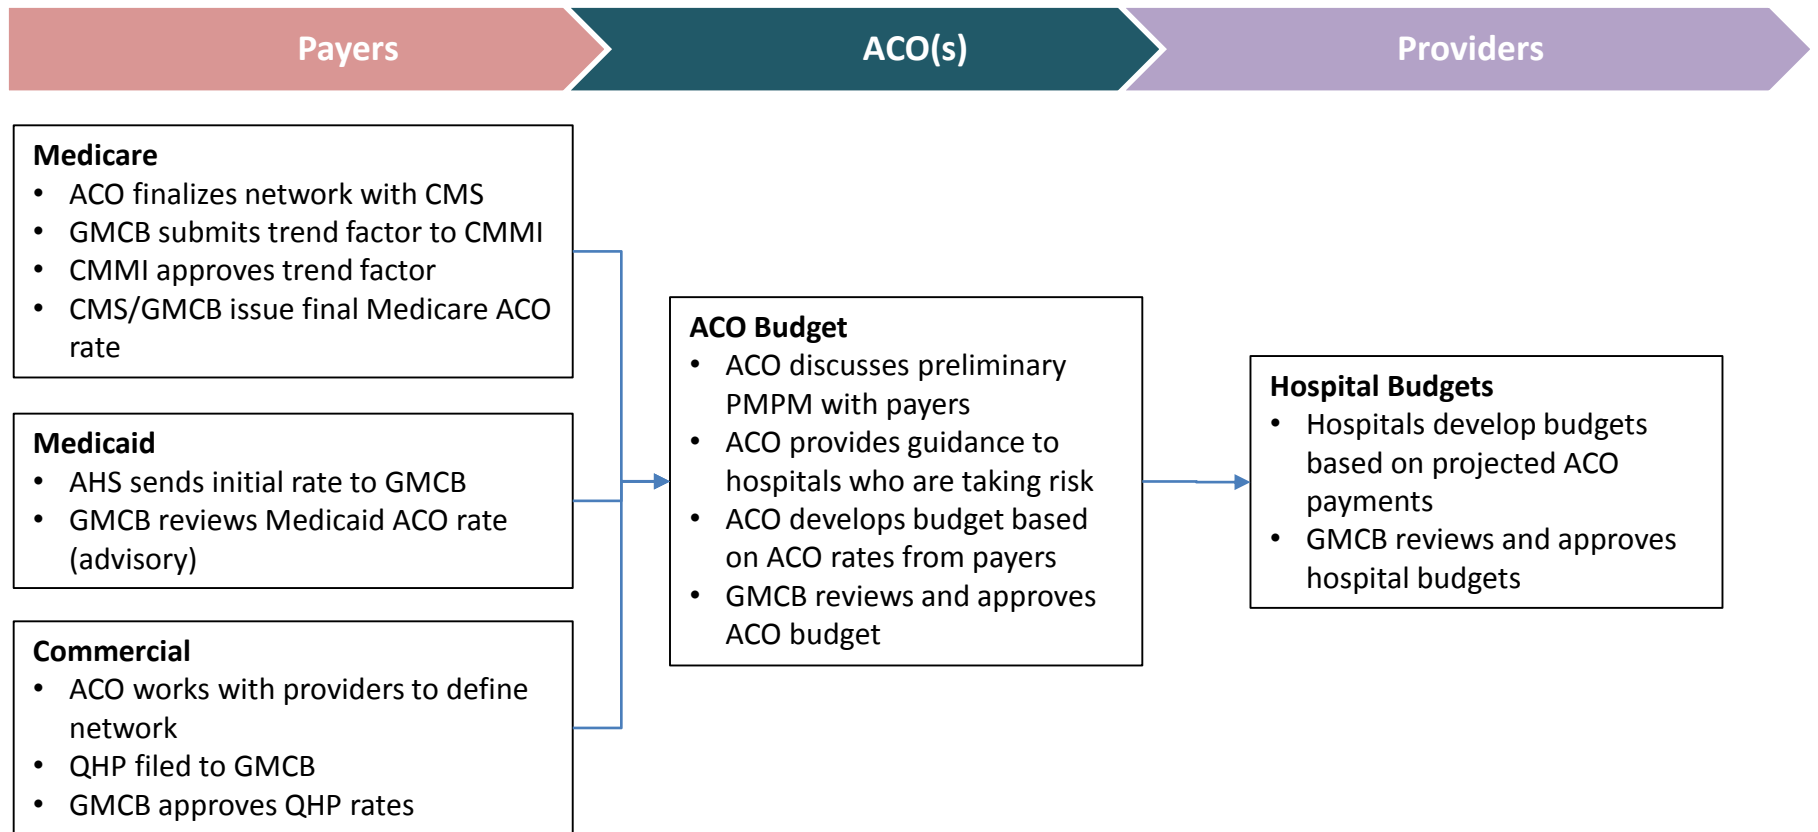 Payers
ACO(s)
Providers
Medicare
• ACO finalizes network with CMS
• GMCB submits trend factor to CMMI
• CMMI approves trend factor
• CMS/GMCB issue final Medicare ACO
rate
Medicaid
• AHS sends initial rate to GMCB
• GMCB reviews Medicaid ACO rate
(advisory)
Commercial
• ACO works with providers to define
network
• QHP filed to GMCB
• GMCB approves QHP rates
ACO Budget
• ACO discusses preliminary
PMPM with payers
• ACO provides guidance to
hospitals who are taking risk
• ACO develops budget based
on ACO rates from payers
• GMCB reviews and approves
ACO budget
Hospital Budgets
• Hospitals develop budgets
based on projected ACO
payments
• GMCB reviews and approves
hospital budgets